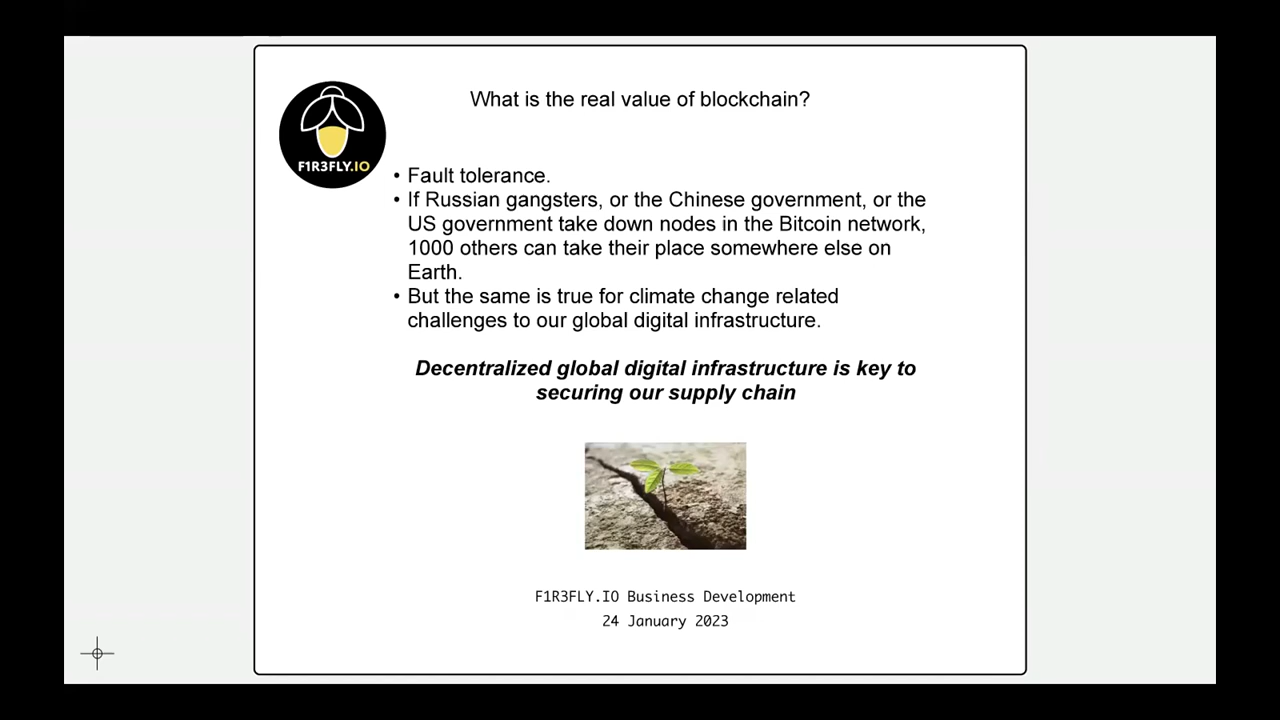 What is the real value of blockchain?
F1R3FLY.IO
• Fault tolerance.
• If Russian gangsters, or the Chinese government, or the
US government take down nodes in the Bitcoin network,
1000 others can take their place somewhere else on
Earth.
• But the same is true for climate change related
challenges to our global digital infrastructure.
Decentralized global digital infrastructure is key to
securing our supply chain
F1R3FLY.IO Business Development
24 January 2023